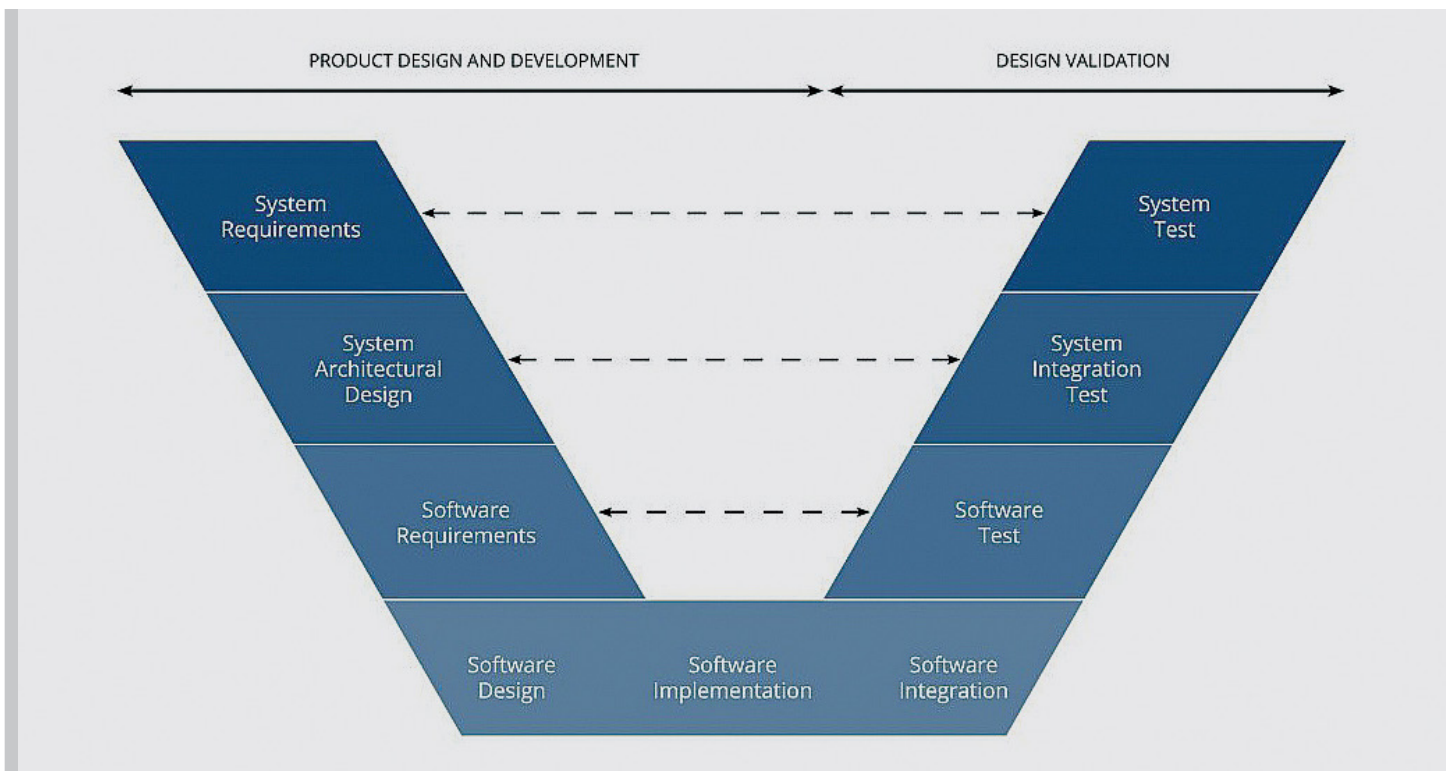 PRODUCT DESIGN AND DEVELOPMENT
DESIGN VALIDATION
System
Requirements
System
Test
System
Architectural
Design
System
Integration
Test
Software
Requirements
Software
Test
Software
Design
Software
Implementation
Software
Integration